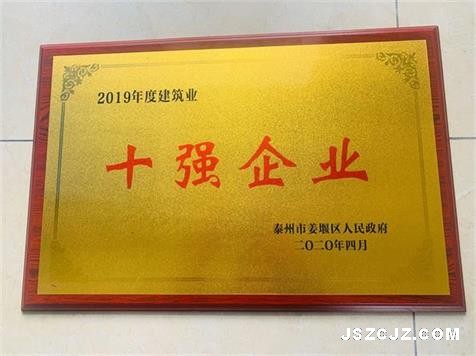 2019年度建筑业
十强企业
泰州市姜堰区人民政府
二〇二〇年四月
JSZCJZ.COM